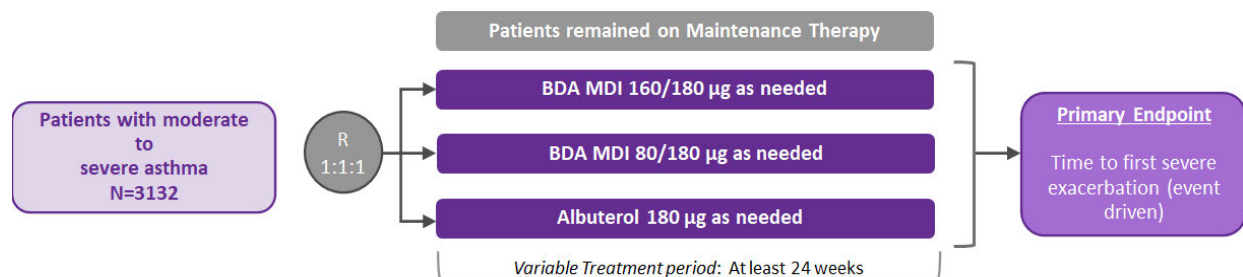 Patients remained on Maintenance Therapy
Patients with moderate
to
severe asthma
N=3132
R
1:1:1
BDA MDI 160/180 µg as needed
BDA MDI 80/180 µg as needed
Albuterol 180 µg as needed
Variable Treatment period: At least 24 weeks
Primary Endpoint
Time to first severe
exacerbation (event
driven)